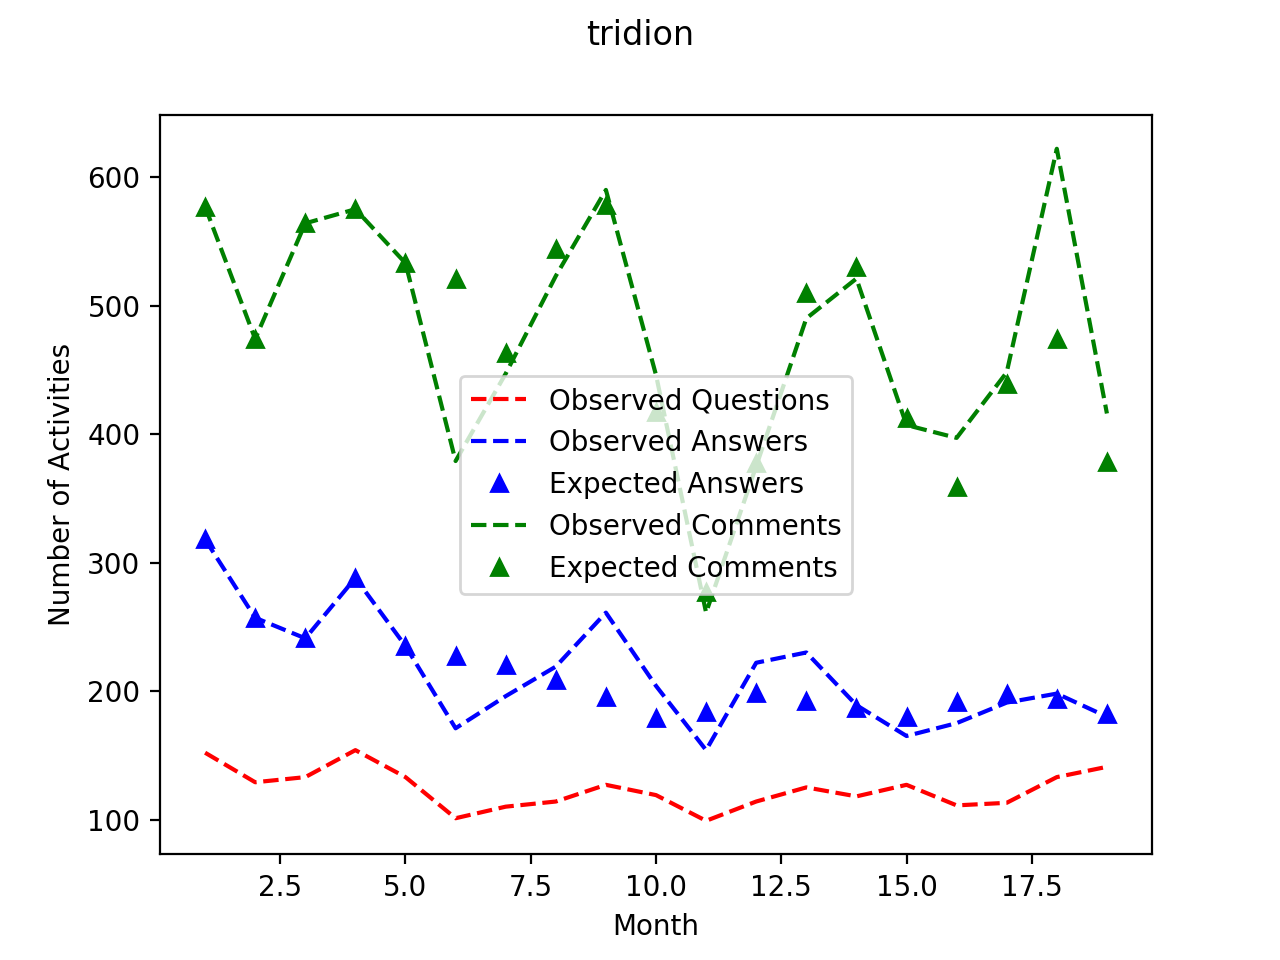 tridion
600
500
400
300
200
100
Number of Activities
Observed Questions
Observed Answers
Expected Answers
Observed Comments
Expected Comments
2.5 5.0 7.5 10.0 12.5 15.0 17.5
Month